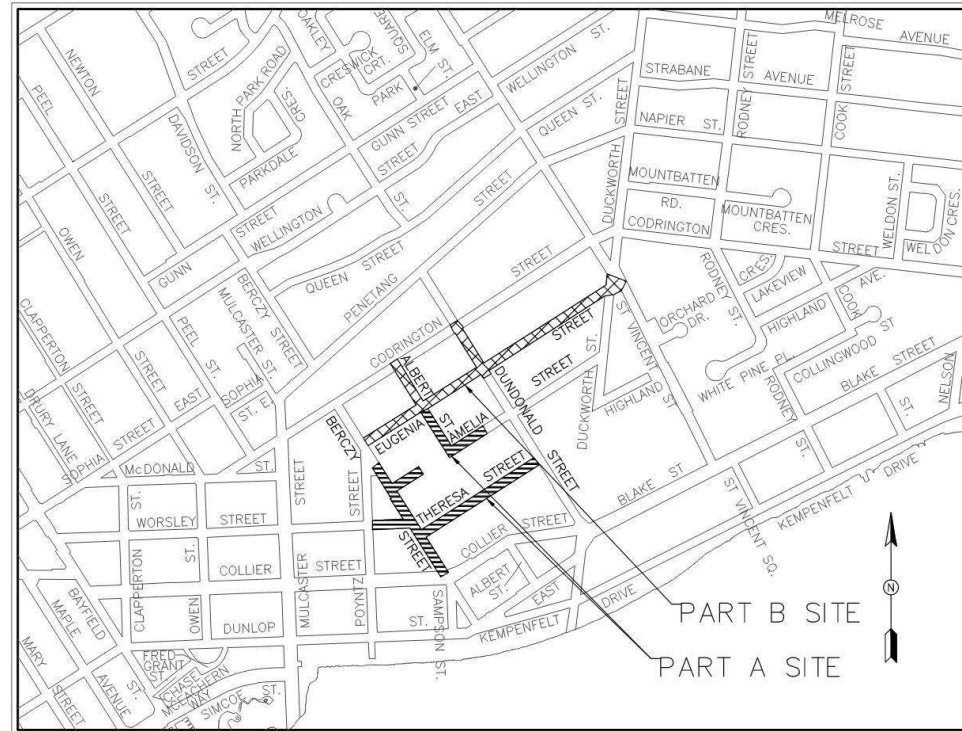 MELROSE AVENUE
STRABANE AVENUE
NAPIER ST.
MOUNTBATTEN RD.
CODRINGTON STREET
MOUNTBATTEN CRES.
WELDON ST.
WELDON CRES.
RODNEY STREET
COOK STREET
DUCKWORTH STREET
NEWTON STREET
PEEL STREET
OAKLEY PARK SQUARE
ELM ST.
CRESWICK CRT.
OAK STREET
NORTH PARK ROAD
DAVIDSON ST.
PARKDALE CRES.
GUNN STREET EAST
WELLINGTON ST.
QUEEN ST.
GUNN STREET
WELLINGTON STREET
QUEEN STREET
PENETANG STREET
CODRINGTON STREET
OWEN STREET
CLAPPERTON STREET
DRURY LANE
BERCZY STREET
MULCASTER ST.
PEEL ST.
SOPHIA ST. E.
SOPHIA STREET EAST
McDONALD ST.
BERCZY STREET
EUGENIA STREET
ALBERT ST.
AMELIA STREET
DUNDONALD STREET
THERESA STREET
ST VINCENT ST.
ORCHARD DR.
RODNEY ST.
CRES.
LAKEVIEW
HIGHLAND AVE.
COOK ST
COLLINGWOOD ST.
WHITE PINE PL.
BLAKE STREET
NELSON
DUCKWORTH ST.
HIGHLAND
RODNEY ST.
BLAKE ST
ST VINCENT SQ.
KEMPENFELT DRIVE
WORSLEY STREET
COLLIER STREET
CLAPPERTON ST.
OWEN ST.
MULCASTER STREET
POYNTZ STREET
DUNLOP ST.
SAMPSON ST.
COLLIER STREET
ALBERT ST.
EAST
KEMPENFELT DRIVE
BAYFIELD ST.
MAPLE AVENUE
MARY STREET
FRED GRANT ST.
CHASE McEACHERN WAY
SIMCOE ST.
N
PART B SITE
PART A SITE